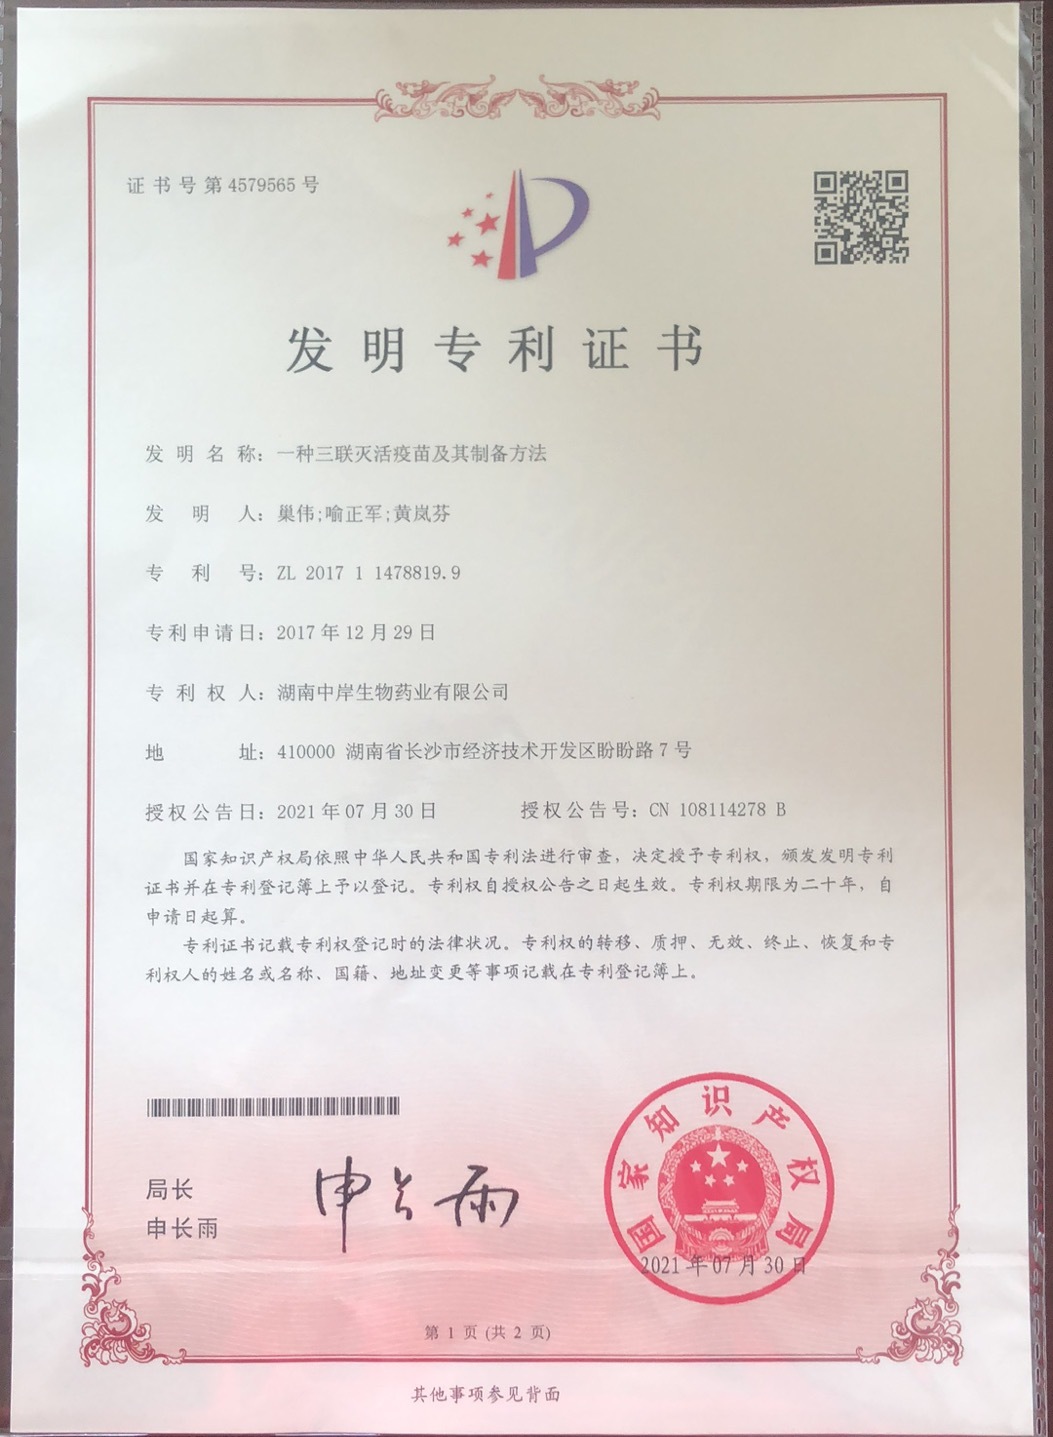 证书号第4579565号
发明专利证书
发明名称：一种三联灭活疫苗及其制备方法
发明人：巢伟;喻正军;黄岚芬
专利号：ZL 2017 1 1478819.9
专利申请日：2017年12月29日
专利权人：湖南中岸生物药业有限公司
地址：410000 湖南省长沙市经济技术开发区盼盼路7号
授权公告日：2021年07月30日 授权公告号：CN 108114278 B
国家知识产权局依照中华人民共和国专利法进行审查，决定授予专利权，颁发发明专利
证书并在专利登记簿上予以登记。专利权自授权公告之日起生效。专利权期限为二十年，自
申请日起算。
专利证书记载专利权登记时的法律状况。专利权的转移、质押、无效、终止、恢复和专
利权人的姓名或名称、国籍、地址变更等事项记载在专利登记簿上。
局长
申长雨
申长雨
国家知识产权局
2021年07月30日
第 1 页 (共 2 页)
其他事项参见背面